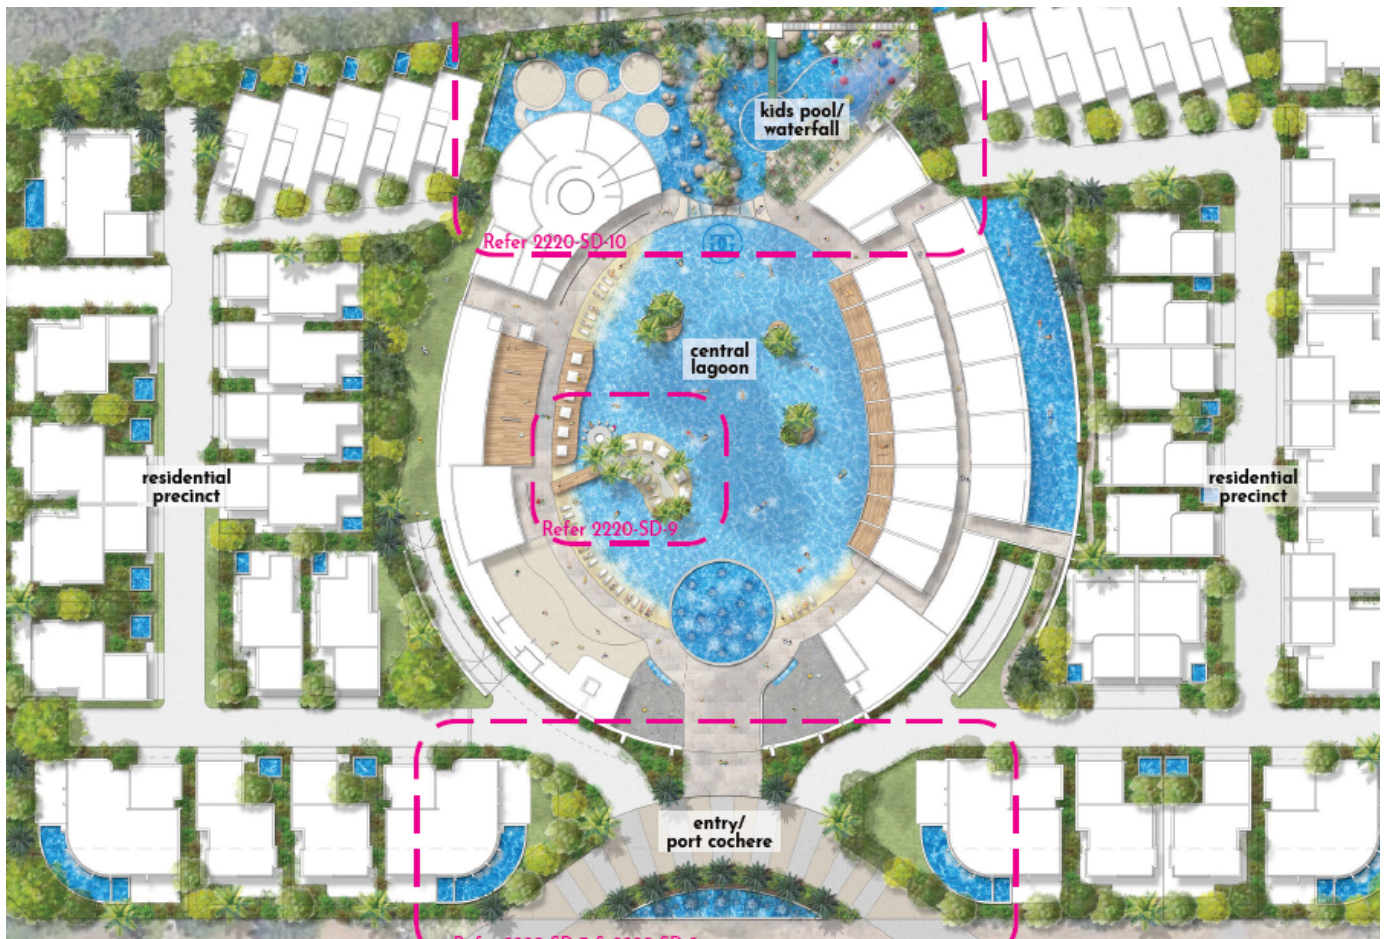 kids pool/
waterfall
Refer 2220-SD-10
central
lagoon
residential
precinct
residential
precinct
Refer 2220-SD-9
entry/
port cochere